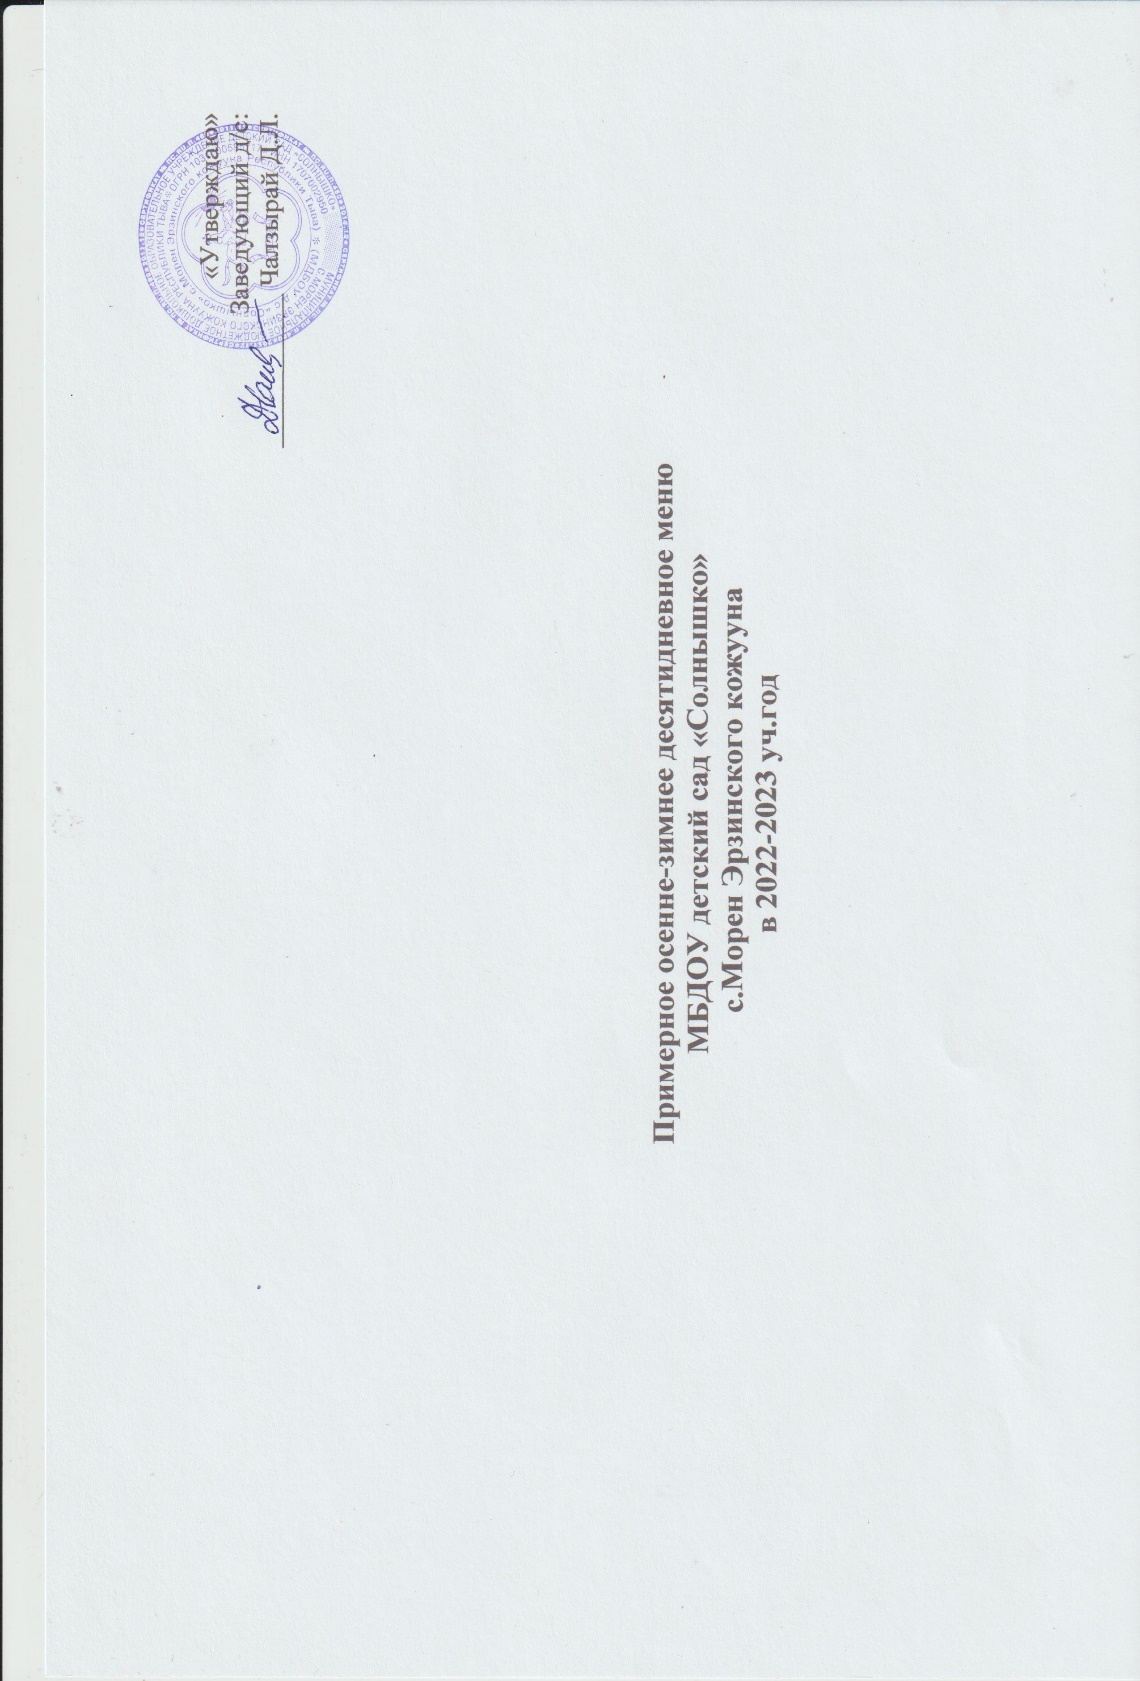 «Утверждаю»
Заведующий д/с:
Чалзырай Д.Л.
Примерное осенне-зимнее десятидневное меню
МБДОУ детский сад «Солнышко»
с.Морен Эрзинского кожууна
в 2022-2023 уч.год